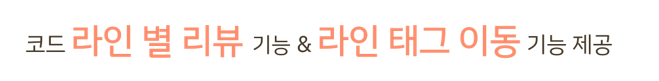 코드 라인 별 리뷰 기능 & 라인 태그 이동 기능 제공